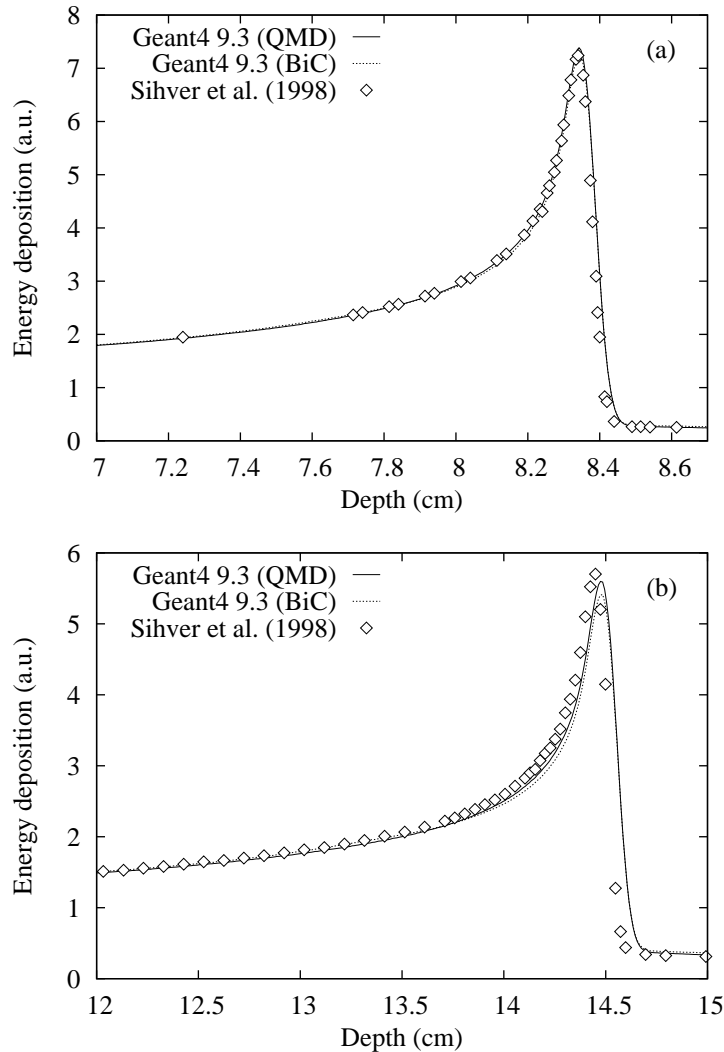 Geant4 9.3 (QMD)
Geant4 9.3 (BiC)
Sihver et al. (1998)
(a)
Energy deposition (a.u.)
8
7
6
5
4
3
2
1
0
7 7.2 7.4 7.6 7.8 8 8.2 8.4 8.6
Depth (cm)
Geant4 9.3 (QMD)
Geant4 9.3 (BiC)
Sihver et al. (1998)
(b)
Energy deposition (a.u.)
6
5
4
3
2
1
0
12 12.5 13 13.5 14 14.5 15
Depth (cm)